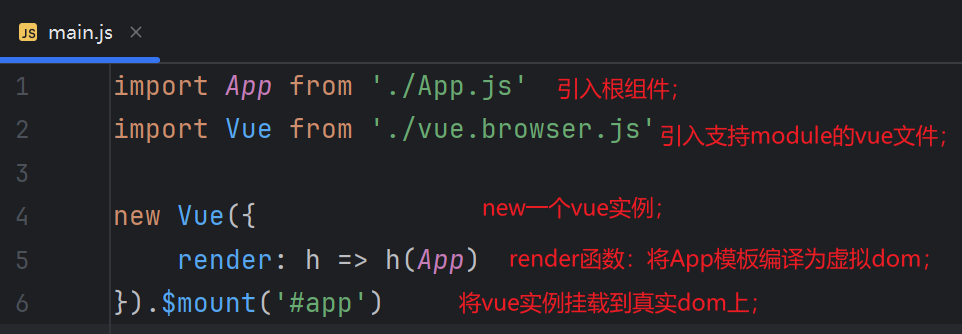 JS main.js ×
1 import App from './App.js' 引入根组件；
2 import Vue from './vue.browser.js' 引入支持module的vue文件；
3
4 new Vue({ new一个vue实例；
5 render: h => h(App) render函数：将App模板编译为虚拟dom；
6 }).$mount('#app') 将vue实例挂载到真实dom上；